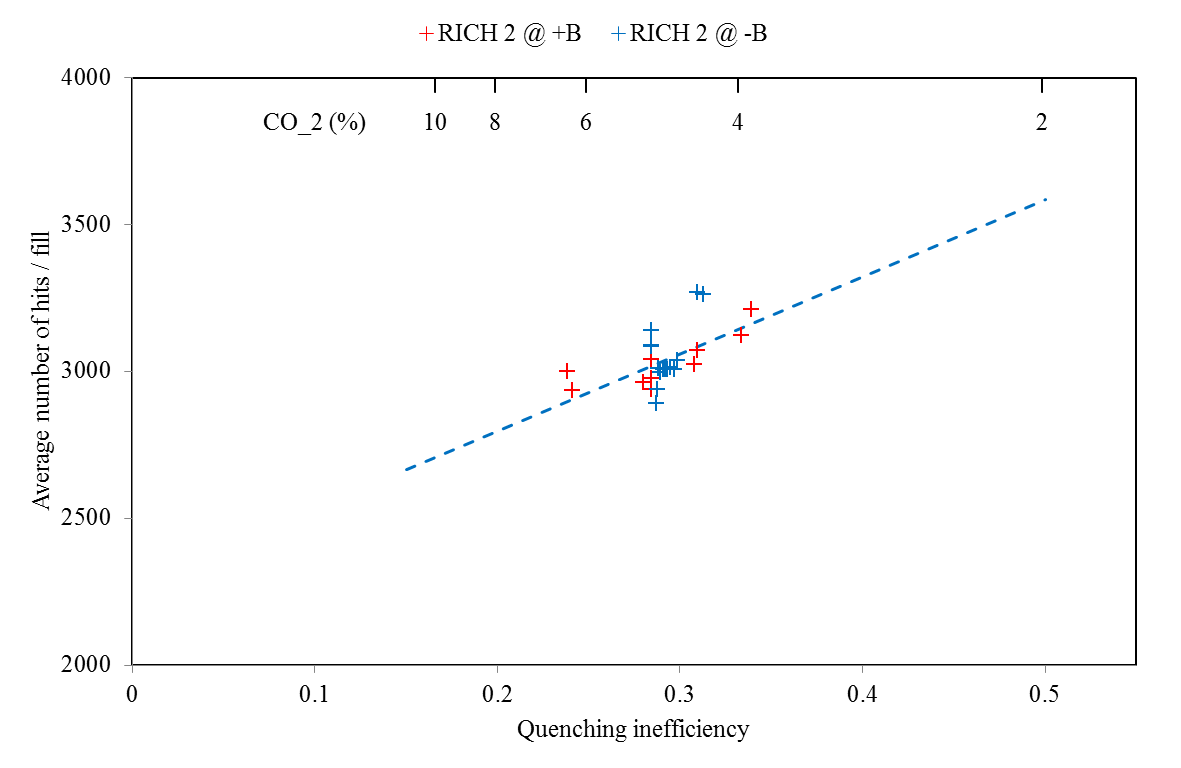 RICH 2 @ +B RICH 2 @ -B
4000
CO_2 (%) 10 8 6 4 2
3500
3000
2500
2000
Average number of hits / fill
0 0.1 0.2 0.3 0.4 0.5
Quenching inefficiency